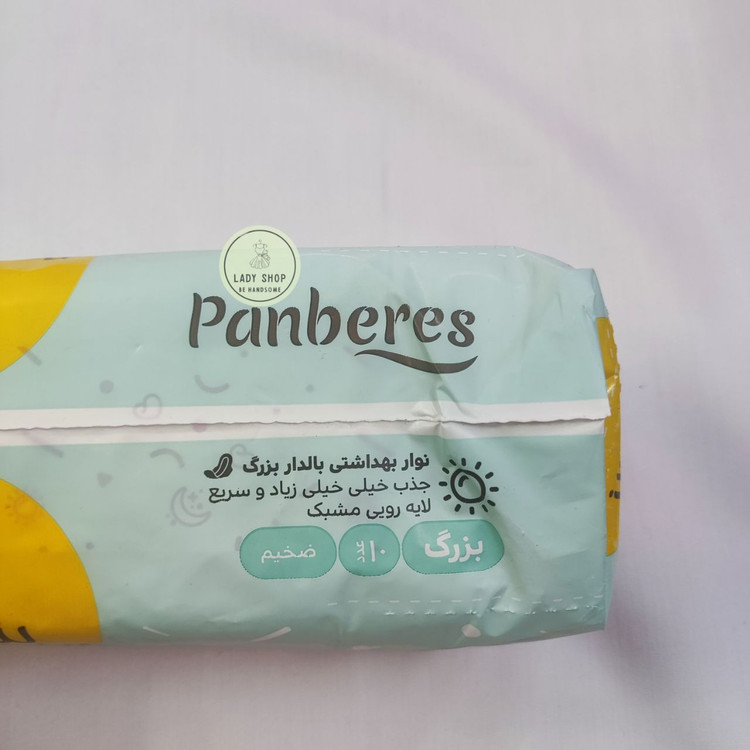 LADY SHOP
BE HANDSOME
Panberes
نوار بهداشتی بالدار بزرگ
جذب خیلی خیلی زیاد و سریع
لایه رویی مشبک
بزرگ
۱۰ عدد
ضخیم